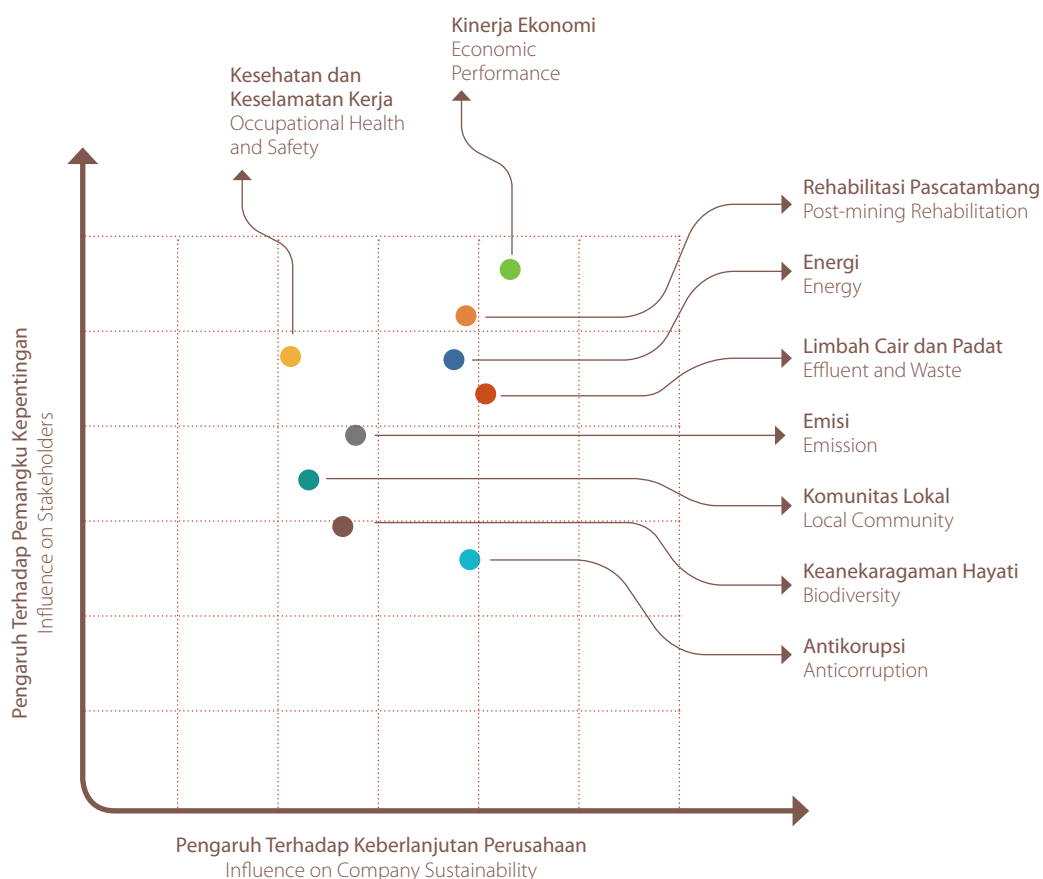 Kinerja Ekonomi
Economic
Performance
Kesehatan dan
Keselamatan Kerja
Occupational Health
and Safety
Rehabilitasi Pascatambang
Post-mining Rehabilitation
Energi
Energy
Limbah Cair dan Padat
Effluent and Waste
Emisi
Emission
Komunitas Lokal
Local Community
Keanekaragaman Hayati
Biodiversity
Antikorupsi
Anticorruption
Pengaruh Terhadap Pemangku Kepentingan
Influence on Stakeholders
Pengaruh Terhadap Keberlanjutan Perusahaan
Influence on Company Sustainability